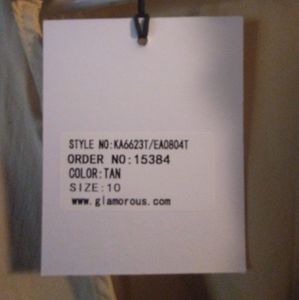 STYLE NO:KA6623T/EA0804T
ORDER NO:15384
COLOR:TAN
SIZE:10
www.glamorous.com